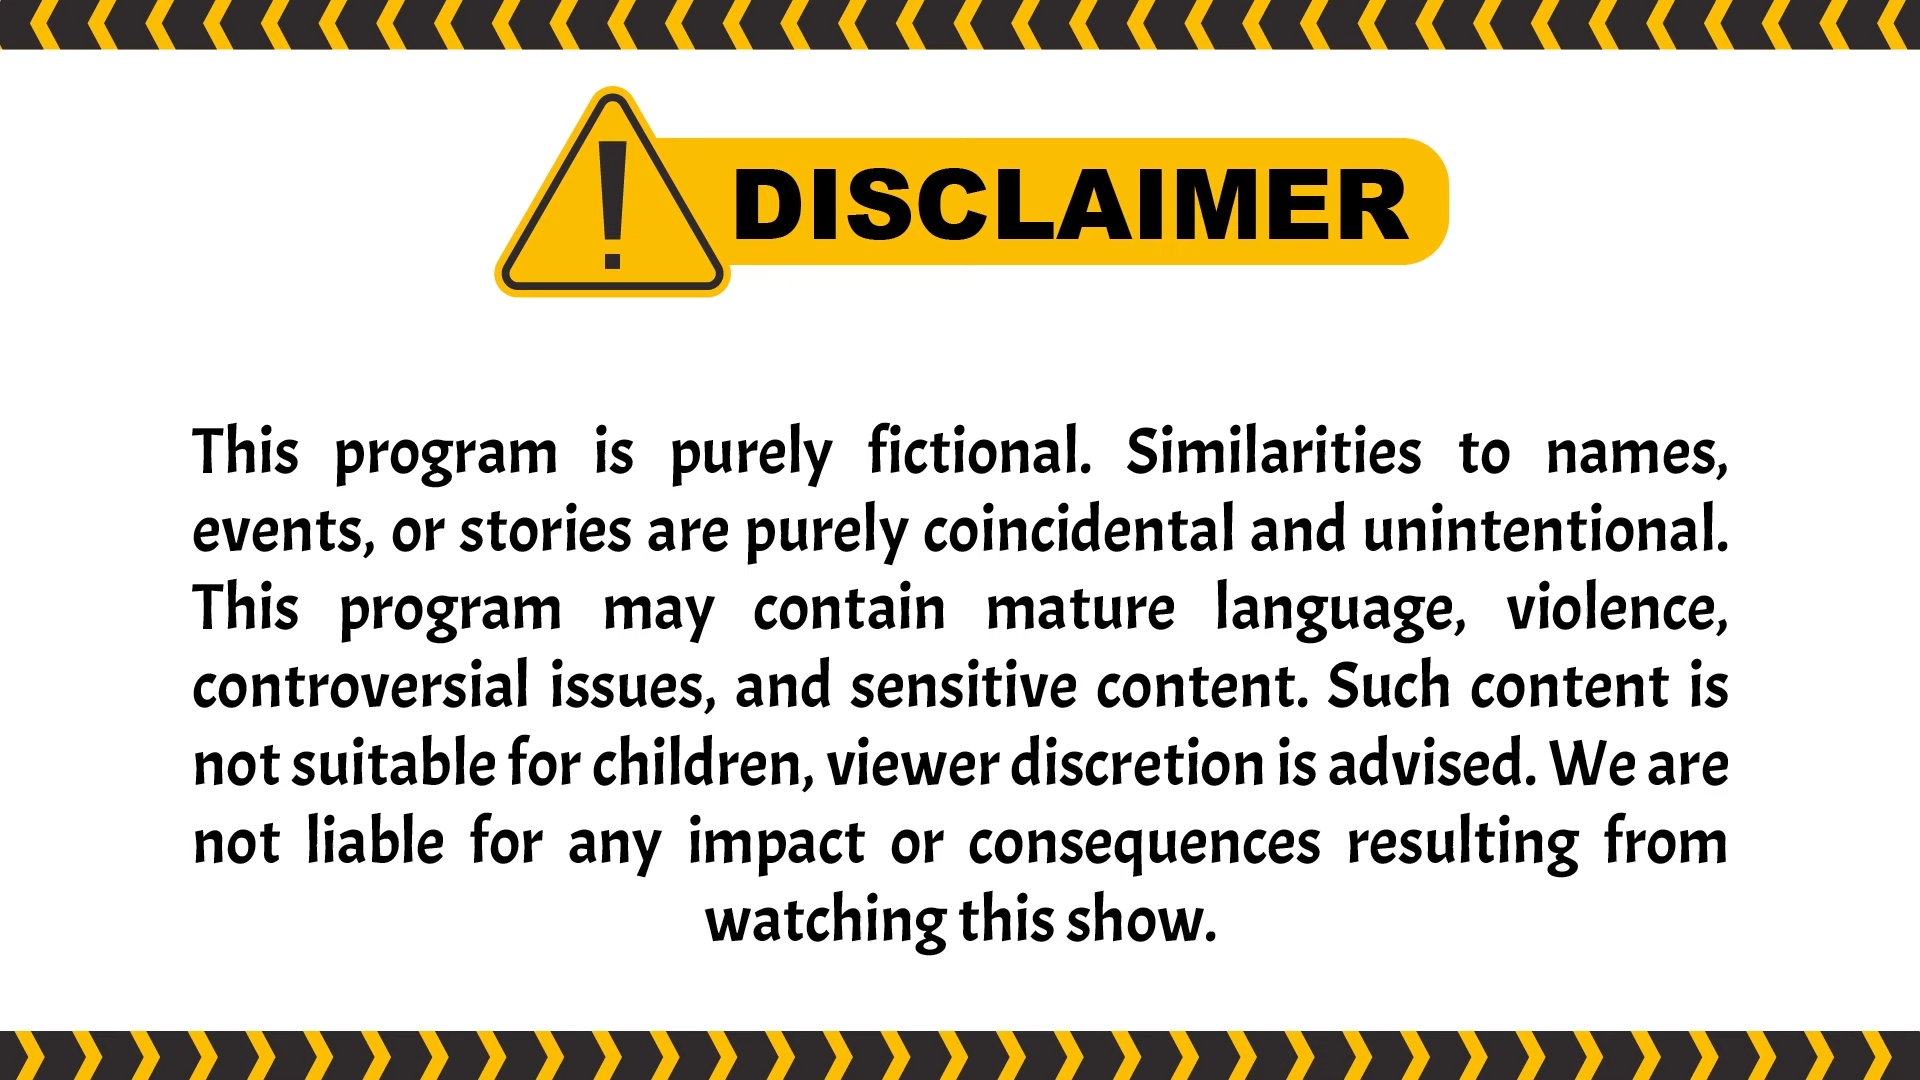 !
DISCLAIMER
This program is purely fictional. Similarities to names,
events, or stories are purely coincidental and unintentional.
This program may contain mature language, violence,
controversial issues, and sensitive content. Such content is
not suitable for children, viewer discretion is advised. We are
not liable for any impact or consequences resulting from
watching this show.